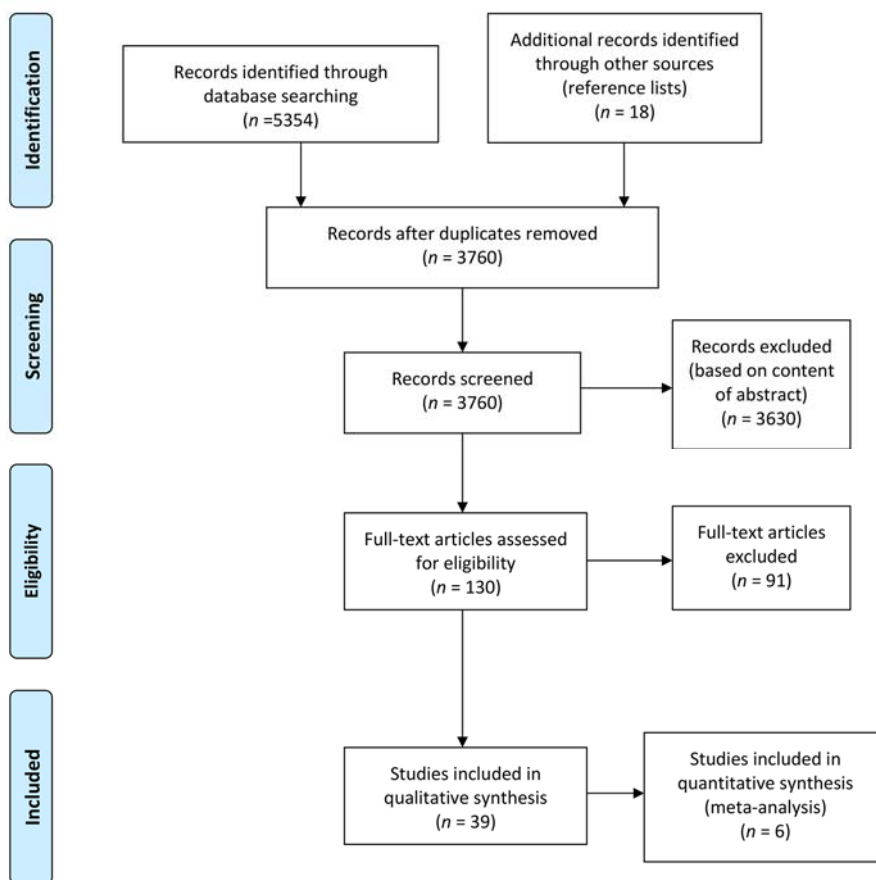 Identification
Records identified through
database searching
(n =5354)
Additional records identified
through other sources
(reference lists)
(n = 18)
Records after duplicates removed
(n = 3760)
Screening
Records screened
(n = 3760)
Records excluded
(based on content
of abstract)
(n = 3630)
Eligibility
Full-text articles assessed
for eligibility
(n = 130)
Full-text articles
excluded
(n = 91)
Included
Studies included in
qualitative synthesis
(n = 39)
Studies included in
quantitative synthesis
(meta-analysis)
(n = 6)